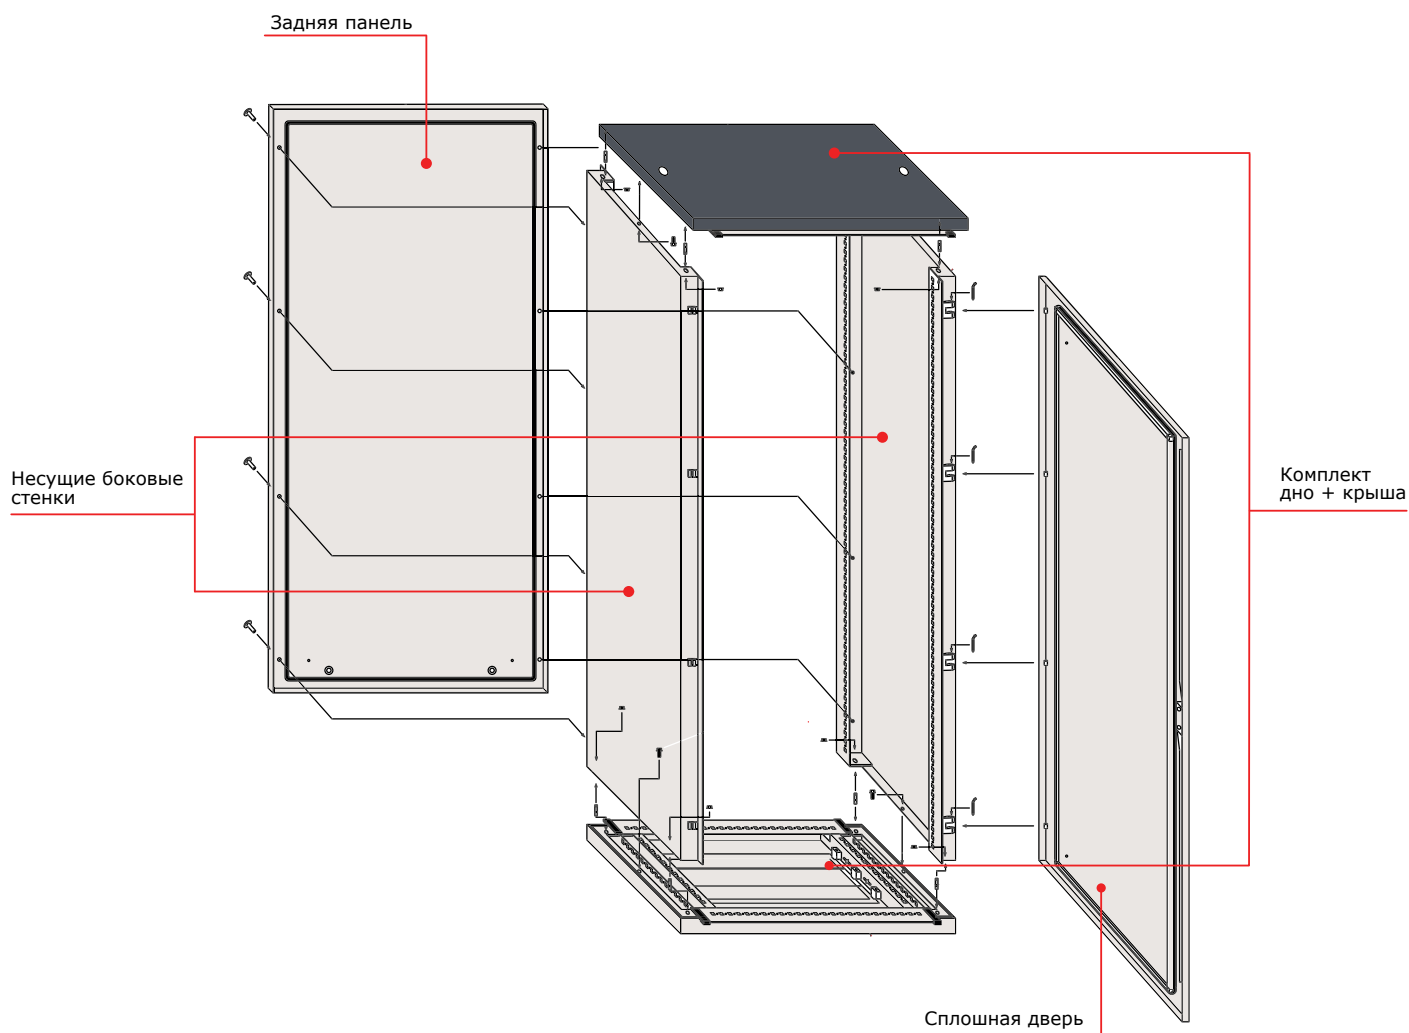 Задняя панель
Несущие боковые
стенки
Комплект
дно + крыша
Сплошная дверь